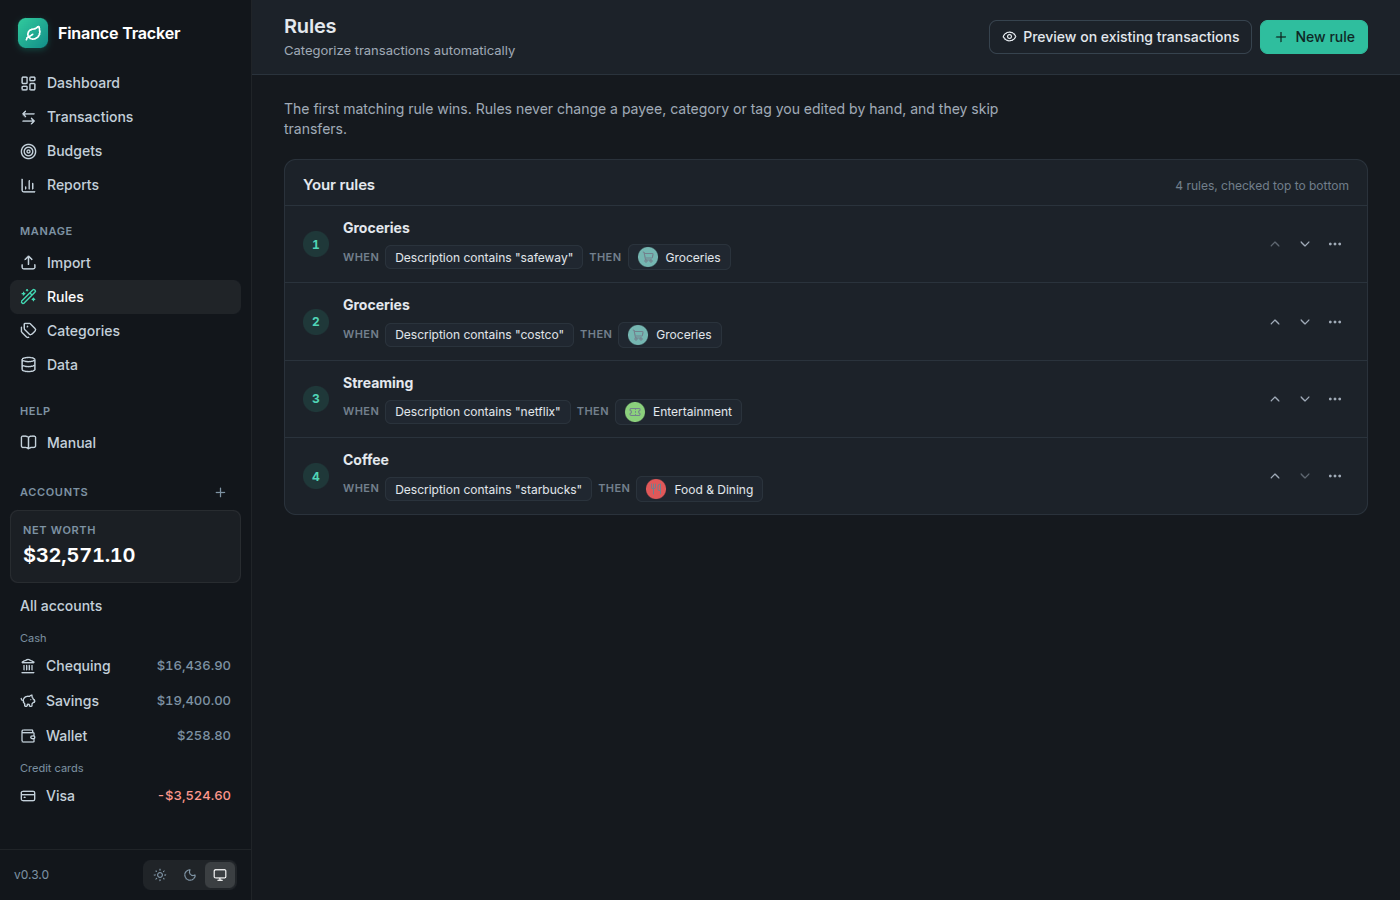 Finance Tracker
Dashboard
Transactions
Budgets
Reports
MANAGE
Import
Rules
Categories
Data
HELP
Manual
ACCOUNTS
NET WORTH
$32,571.10
All accounts
Cash
Chequing $16,436.90
Savings $19,400.00
Wallet $258.80
Credit cards
Visa -$3,524.60
v0.3.0
Rules
Categorize transactions automatically
Preview on existing transactions
New rule
The first matching rule wins. Rules never change a payee, category or tag you edited by hand, and they skip
transfers.
Your rules
4 rules, checked top to bottom
1
Groceries
WHEN Description contains "safeway" THEN Groceries
2
Groceries
WHEN Description contains "costco" THEN Groceries
3
Streaming
WHEN Description contains "netflix" THEN Entertainment
4
Coffee
WHEN Description contains "starbucks" THEN Food & Dining